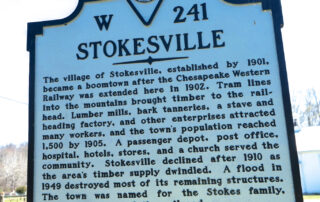 W 241
STOKESVILLE
The village of Stokesville, established by 1901,
became a boomtown after the Chesapeake Western
Railway was extended here in 1902. Tram lines
into the mountains brought timber to the rail-
head. Lumber mills, bark tanneries, a stave and
heading factory, and other enterprises attracted
many workers, and the town's population reached
1,500 by 1905. A passenger depot, post office,
hospital, hotels, stores, and a church served the
community. Stokesville declined after 1910 as
the area's timber supply dwindled. A flood in
1949 destroyed most of its remaining structures.
The town was named for the Stokes family,